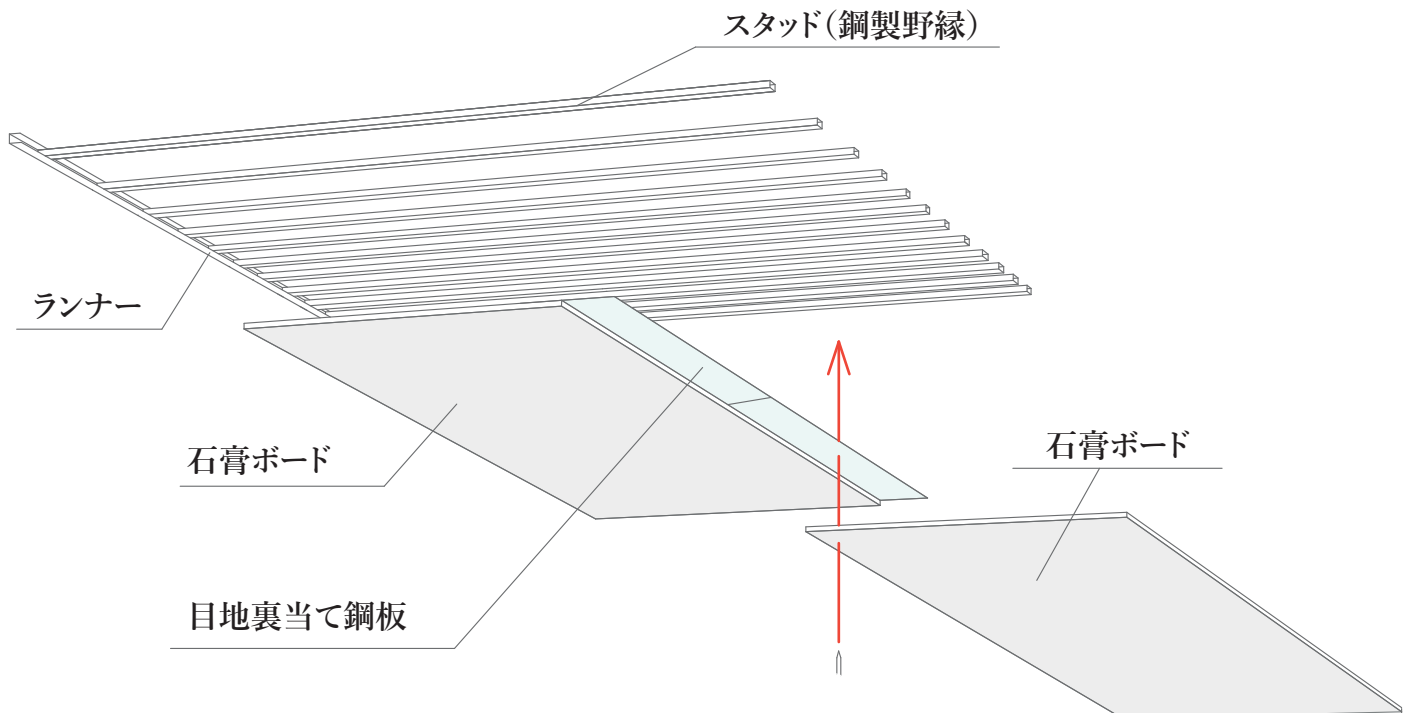 スタッド（鋼製野縁）
ランナー
石膏ボード
石膏ボード
目地裏当て鋼板